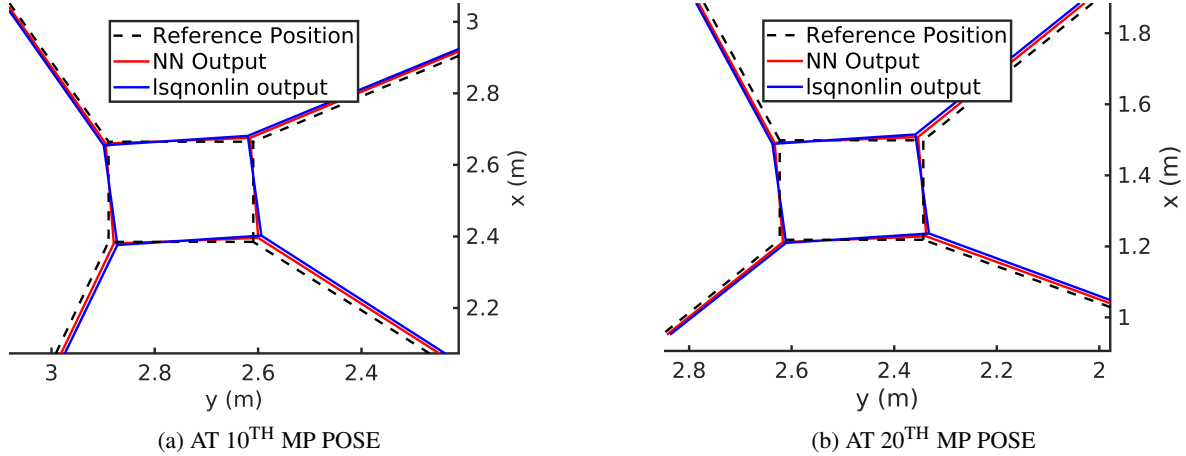 Reference Position
NN Output
lsqnonlin output
3
2.8
2.6
2.4
2.2
x (m)
3
2.8
2.6
2.4
y (m)
(a) AT 10TH MP POSE
Reference Position
NN Output
lsqnonlin output
1.8
1.6
1.4
1.2
1
x (m)
2.8
2.6
2.4
2.2
2
y (m)
(b) AT 20TH MP POSE